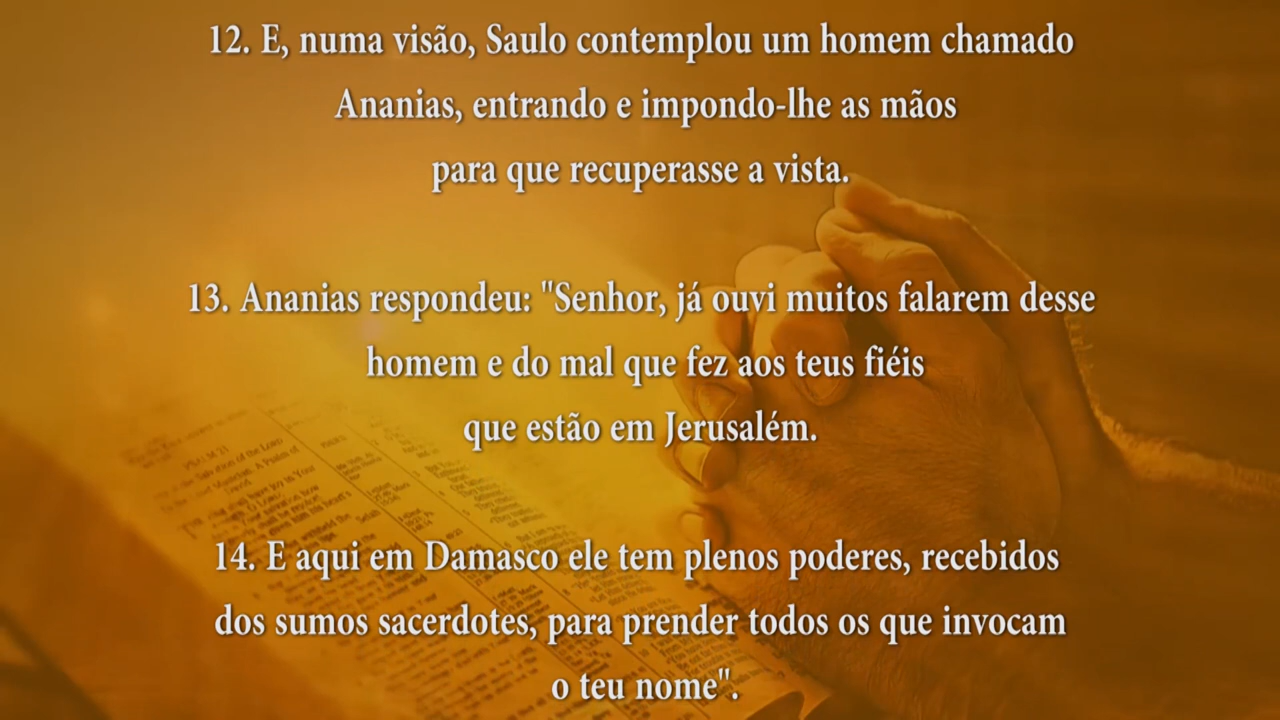 12. E, numa visão, Saulo contemplou um homem chamado
Ananias, entrando e impondo-lhe as mãos
para que recuperasse a vista.
13. Ananias respondeu: "Senhor, já ouvi muitos falarem desse
homem e do mal que fez aos teus fiéis
que estão em Jerusalém.
14. E aqui em Damasco ele tem plenos poderes, recebidos
dos sumos sacerdotes, para prender todos os que invocam
o teu nome".